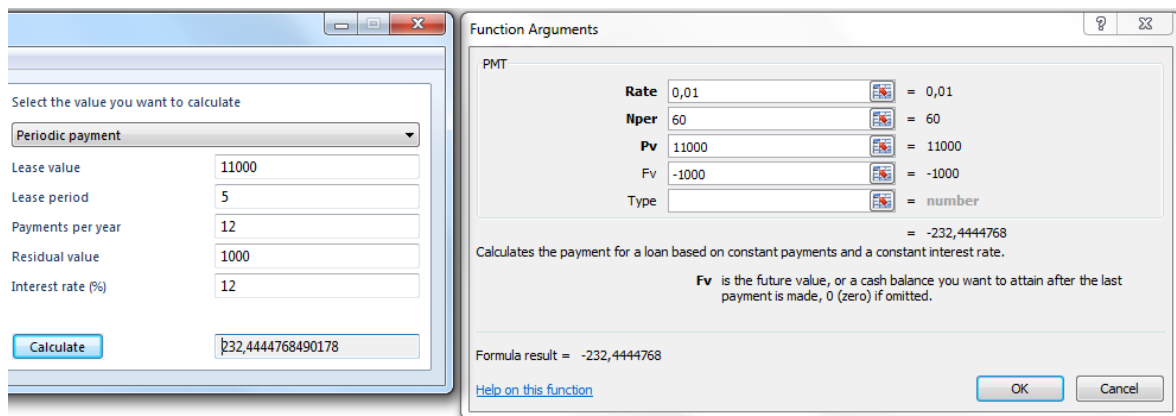 Select the value you want to calculate
Periodic payment
Lease value 11000
Lease period 5
Payments per year 12
Residual value 1000
Interest rate (%) 12
Calculate 232,4444768490178
Function Arguments
PMT
Rate 0,01 = 0,01
Nper 60 = 60
Pv 11000 = 11000
Fv -1000 = -1000
Type = number
= -232,4444768
Calculates the payment for a loan based on constant payments and a constant interest rate.
Fv is the future value, or a cash balance you want to attain after the last
payment is made, 0 (zero) if omitted.
Formula result = -232,4444768
Help on this function
OK Cancel